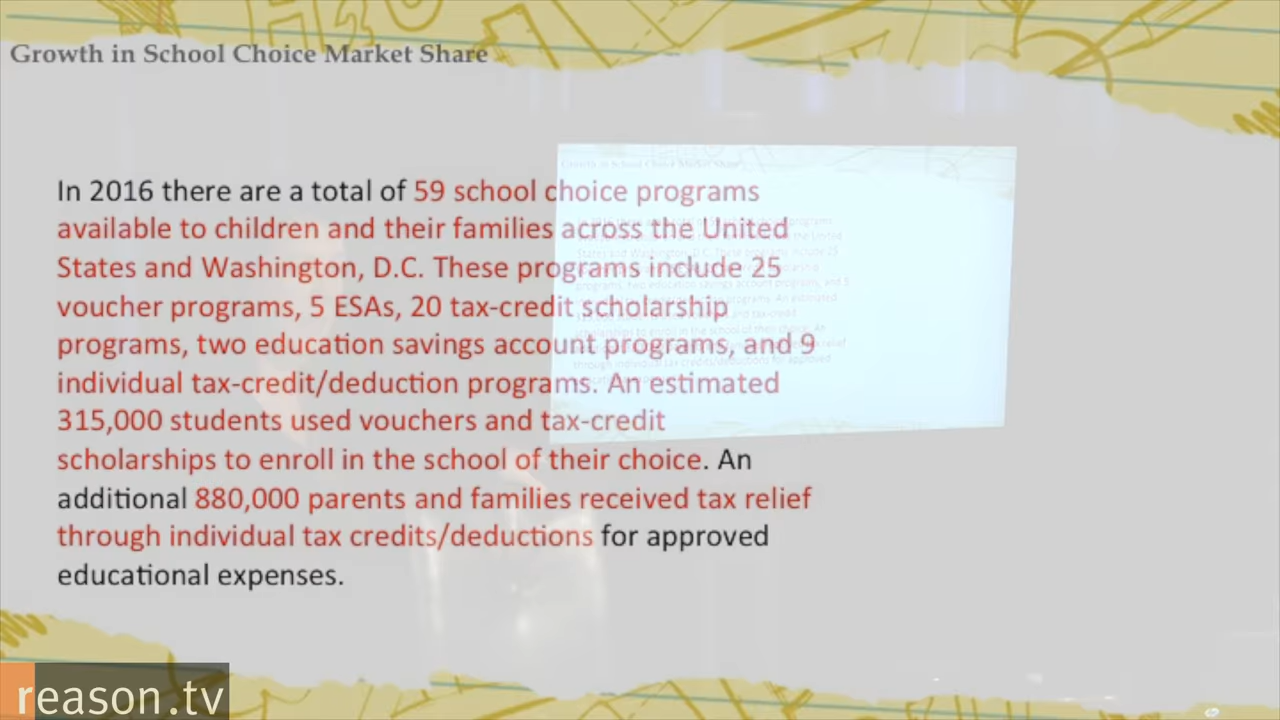 Growth in School Choice Market Share
In 2016 there are a total of 59 school choice programs
available to children and their families across the United
States and Washington, D.C. These programs include 25
voucher programs, 5 ESAs, 20 tax-credit scholarship
programs, two education savings account programs, and 9
individual tax-credit/deduction programs. An estimated
315,000 students used vouchers and tax-credit
scholarships to enroll in the school of their choice. An
additional 880,000 parents and families received tax relief
through individual tax credits/deductions for approved
educational expenses.
reason.tv